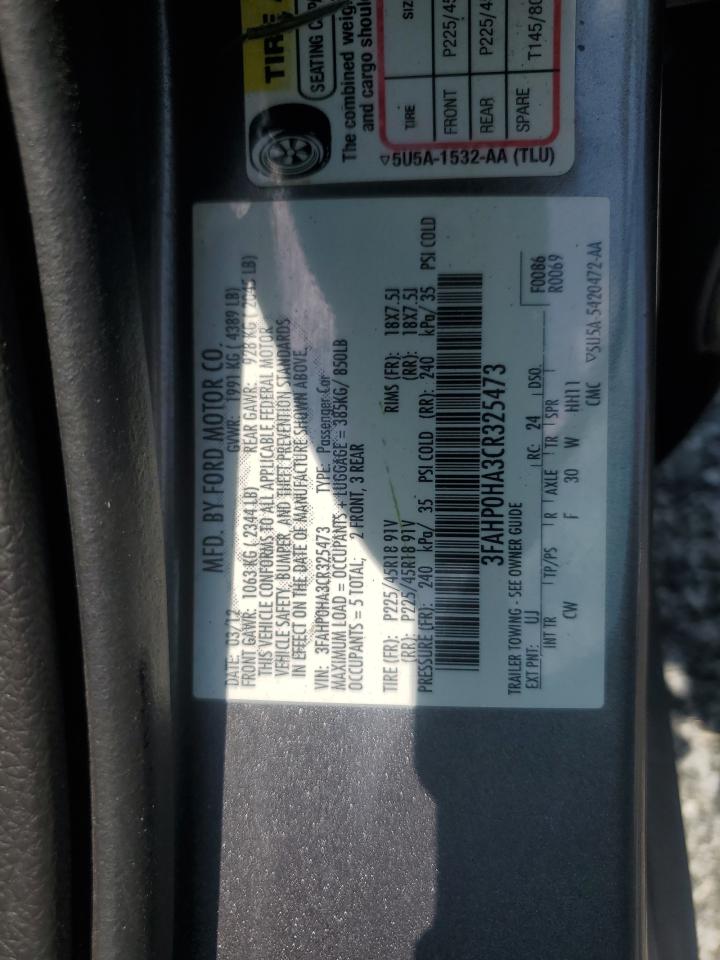 TIRE
SEATING CAP
The combined weig
and cargo shoul
TIRE SIZ
FRONT P225/45
REAR P225/45
SPARE T145/80
5U5A-1532-AA (TLU)
MFD. BY FORD MOTOR CO.
DATE: 03/12 GVWR: 1991 KG ( 4389 LB)
FRONT GAWR: 1063 KG ( 2344 LB) REAR GAWR: 928 KG ( 2045 LB)
THIS VEHICLE CONFORMS TO ALL APPLICABLE FEDERAL MOTOR
VEHICLE SAFETY, BUMPER, AND THEFT PREVENTION STANDARDS
IN EFFECT ON THE DATE OF MANUFACTURE SHOWN ABOVE.
VIN: 3FAHP0HA3CR325473 TYPE: Passenger Car
MAXIMUM LOAD = OCCUPANTS + LUGGAGE = 385KG/ 850LB
OCCUPANTS = 5 TOTAL; 2 FRONT, 3 REAR
TIRE (FR): P225/45R18 91V RIMS (FR): 18X7.5J
(RR): P225/45R18 91V (RR): 18X7.5J
PRESSURE (FR): 240 kPa/ 35 PSI COLD (RR): 240 kPa/ 35 PSI COLD
3FAHP0HA3CR325473
TRAILER TOWING - SEE OWNER GUIDE F0086
EXT PNT: UJ RC: 24 DSO: R0069
INT TR TP/PS R AXLE TR SPR
CW F 30 W HH11
CMC 5U5A 5420472-AA